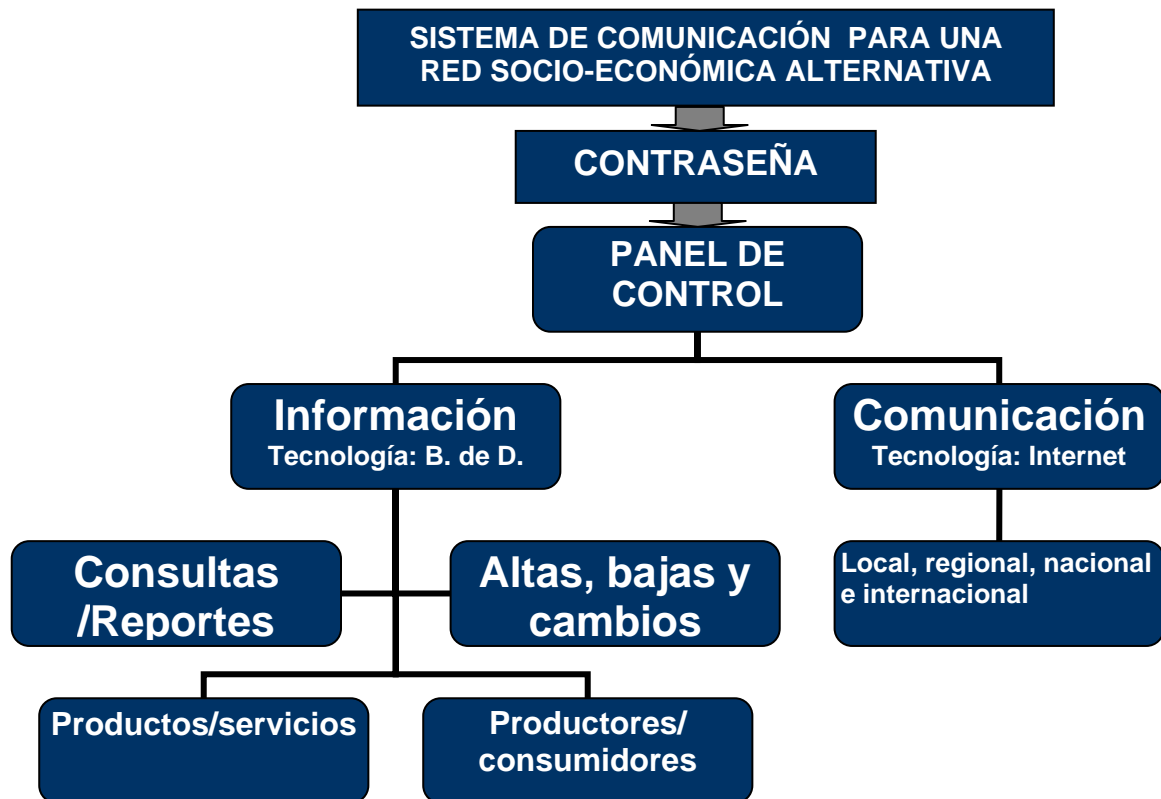 SISTEMA DE COMUNICACIÓN PARA UNA
RED SOCIO-ECONÓMICA ALTERNATIVA
CONTRASEÑA
PANEL DE
CONTROL
Información
Tecnología: B. de D.
Comunicación
Tecnología: Internet
Consultas
/Reportes
Altas, bajas y
cambios
Local, regional, nacional
e internacional
Productos/servicios
Productores/
consumidores